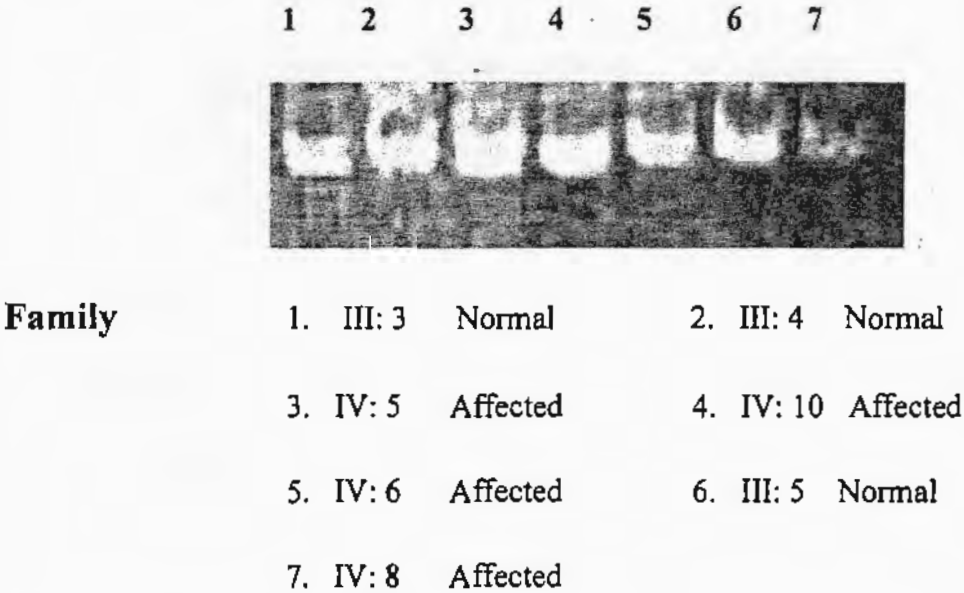 1 2 3 4 5 6 7
Family 1. III: 3 Normal 2. III: 4 Normal
3. IV: 5 Affected 4. IV: 10 Affected
5. IV: 6 Affected 6. III: 5 Normal
7. IV: 8 Affected